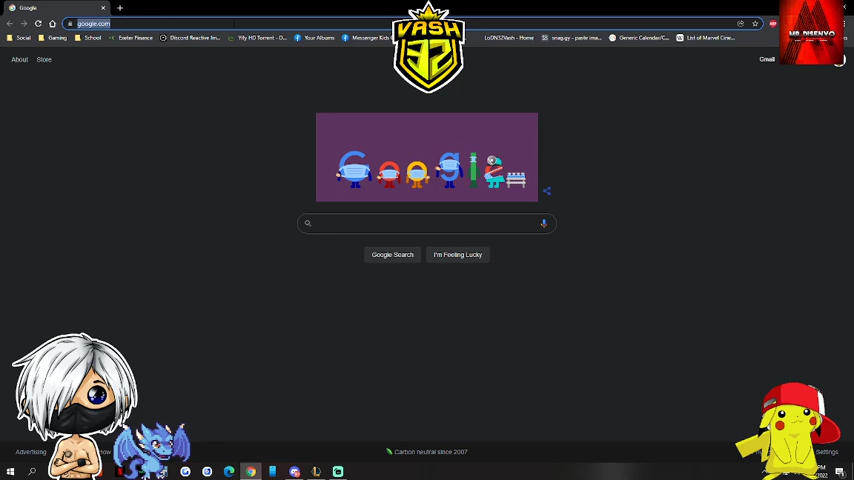 Google
google.com
Social
Gaming
School
Exeter Finance
Discord Reactive Im...
Yify HD Torrent - D...
Your Albums
Messenger Kids
LoDN32Vash - Home
snag.gy - paste ima...
Generic Calendar/C...
List of Marvel Cine...
VASH
32
MR.DISENYO
About
Store
Gmail
Googl
Google Search
I'm Feeling Lucky
Advertising
Carbon neutral since 2007
Settings